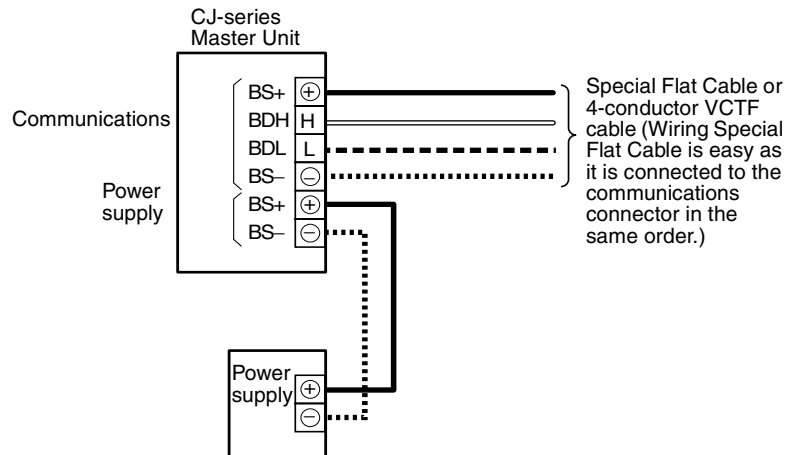 CJ-series
Master Unit
Communications
BS+ ⊕
BDH H
BDL L
BS– ⊖
Power
supply
BS+ ⊕
BS– ⊖
Special Flat Cable or
4-conductor VCTF
cable (Wiring Special
Flat Cable is easy as
it is connected to the
communications
connector in the
same order.)
Power
supply
⊕
⊖